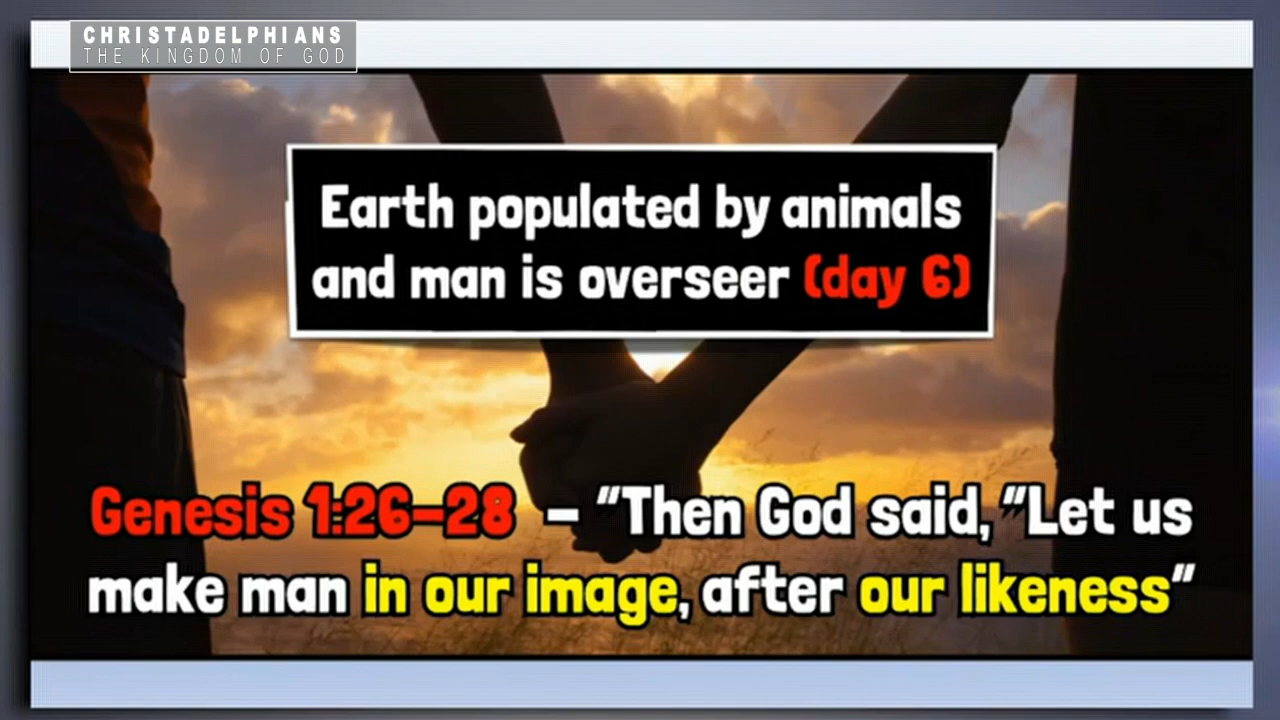 CHRISTADELPHIANS
THE KINGDOM OF GOD
Earth populated by animals
and man is overseer (day 6)
Genesis 1:26–28 – "Then God said, "Let us
make man in our image, after our likeness"